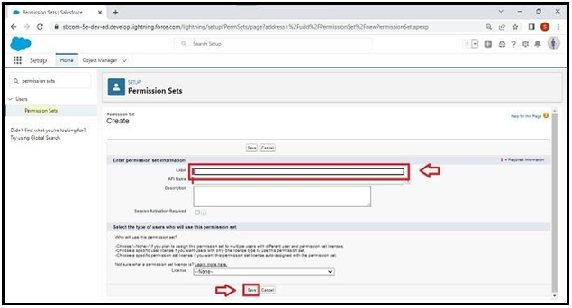 Permission Sets | Salesforce
sbcom-5e-dev-ed.develop.lightning.force.com/lightning/setup/PermSets/page?address=%2Fudd%2FPermissionSet%2FnewPermissionSet.apexp
Search Setup
Setup
Home
Object Manager
permission sets
Users
Permission Sets
Didn't find what you're looking for?
Try using Global Search.
SETUP
Permission Sets
Permission Set
Create
Help for this Page
Save
Cancel
Enter permission set information
= Required Information
Label
API Name
Description
Session Activation Required
Select the type of users who will use this permission set
Who will use this permission set?
-Choose '--None--' if you plan to assign this permission set to multiple users with different user and permission set licenses.
-Choose a specific user license if you want users with only one license type to use this permission set.
-Choose a specific permission set license if you want this permission set license auto-assigned with the permission set.
Not sure what a permission set license is? Learn more here.
License
--None--
Save
Cancel